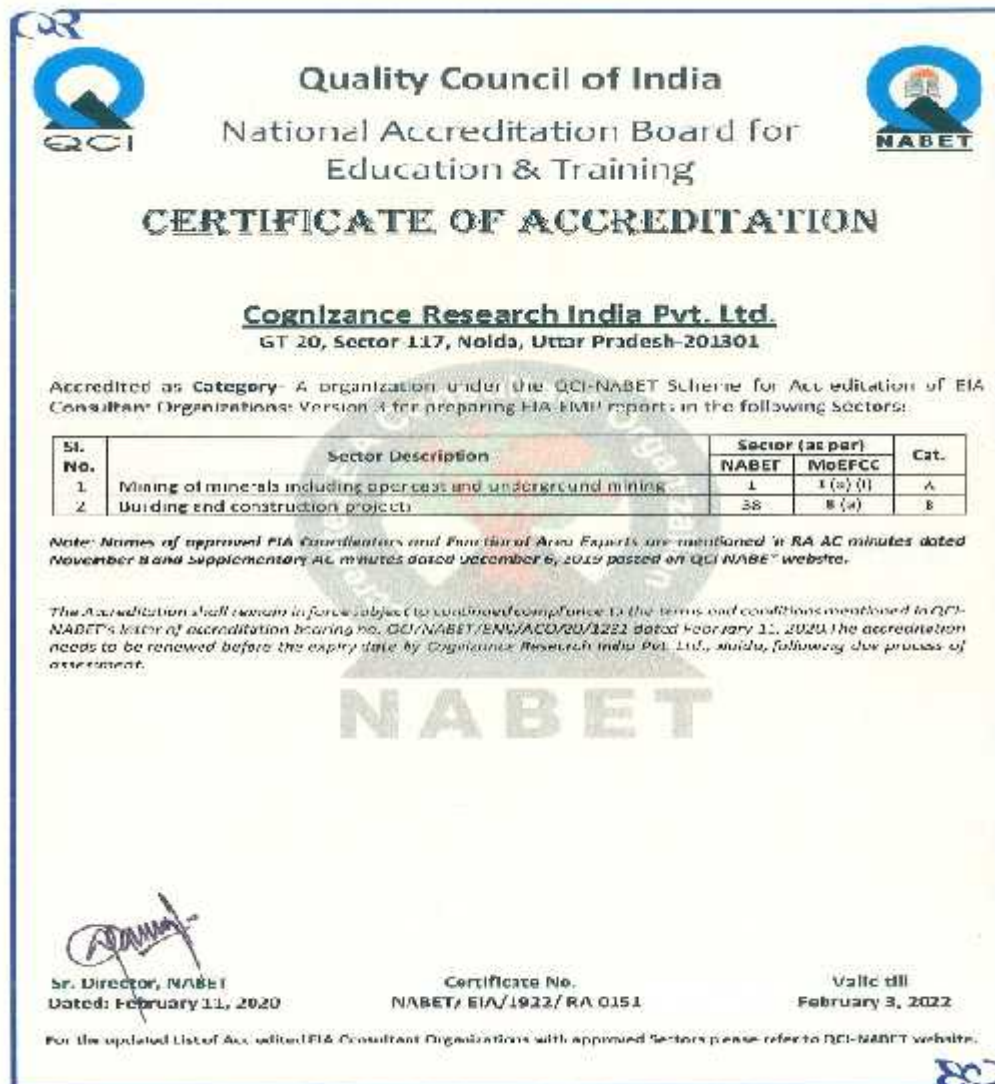 QCI
NABET
Quality Council of India
National Accreditation Board for
Education & Training
CERTIFICATE OF ACCREDITATION
Cognizance Research India Pvt. Ltd.
GT 20, Sector 117, Noida, Uttar Pradesh-201301
Accredited as Category- A organization under the QCI-NABET Scheme for Accreditation of EIA
Consultant Organizations: Version 3 for preparing EIA-EMP reports in the following Sectors:
Sl. No. Sector Description Sector (as per) Cat.
NABET MoEFCC
1 Mining of minerals including opencast and underground mining 1 1 (a) (i) A
2 Building and construction projects 38 8 (a) B
Note: Names of approved EIA Coordinators and Functional Area Experts are mentioned in RA AC minutes dated
November 8 and Supplementary AC minutes dated December 6, 2019 posted on QCI-NABET website.
The Accreditation shall remain in force subject to continued compliance to the terms and conditions mentioned in QCI-
NABET's letter of accreditation bearing no. QCI/NABET/ENV/ACO/20/1221 dated February 11, 2020.The accreditation
needs to be renewed before the expiry date by Cognizance Research India Pvt. Ltd., Noida, following due process of
assessment.
NABET
Sr. Director, NABET
Dated: February 11, 2020
Certificate No.
NABET/ EIA/1922/ RA 0151
Valid till
February 3, 2022
For the updated List of Accredited EIA Consultant Organizations with approved Sectors please refer to QCI-NABET website.